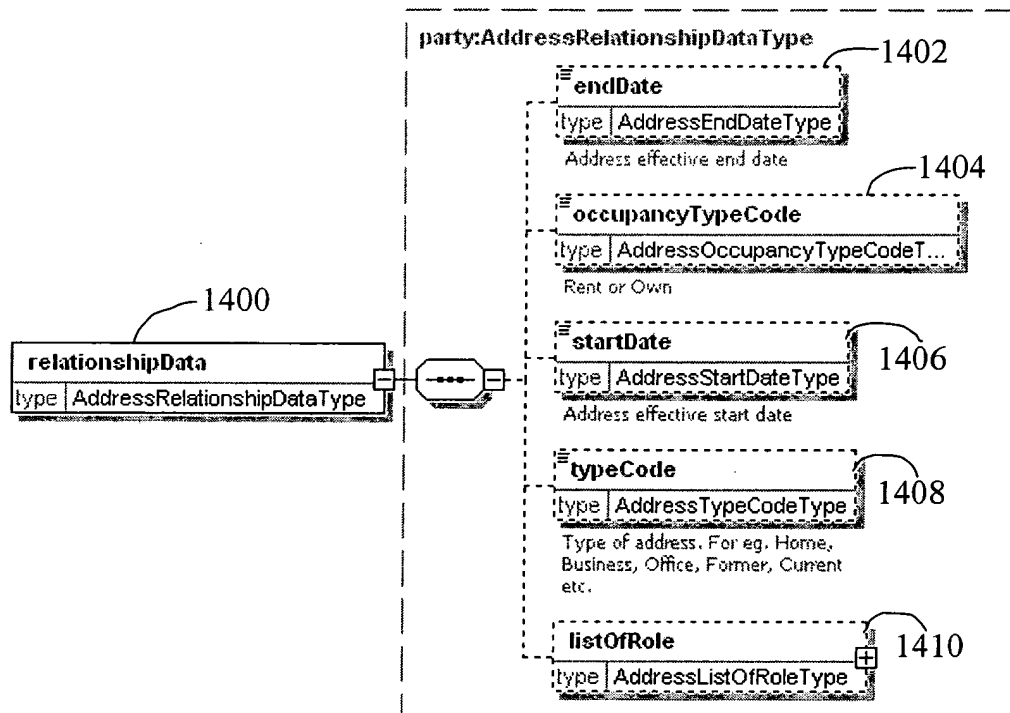 party:AddressRelationshipDataType
1402
endDate
type AddressEndDateType
Address effective end date
1404
occupancyTypeCode
type AddressOccupancyTypeCodeT...
Rent or Own
1400
relationshipData
type AddressRelationshipDataType
startDate
1406
type AddressStartDateType
Address effective start date
typeCode
1408
type AddressTypeCodeType
Type of address. For eg. Home,
Business, Office, Former, Current
etc.
listOfRole
1410
type AddressListOfRoleType